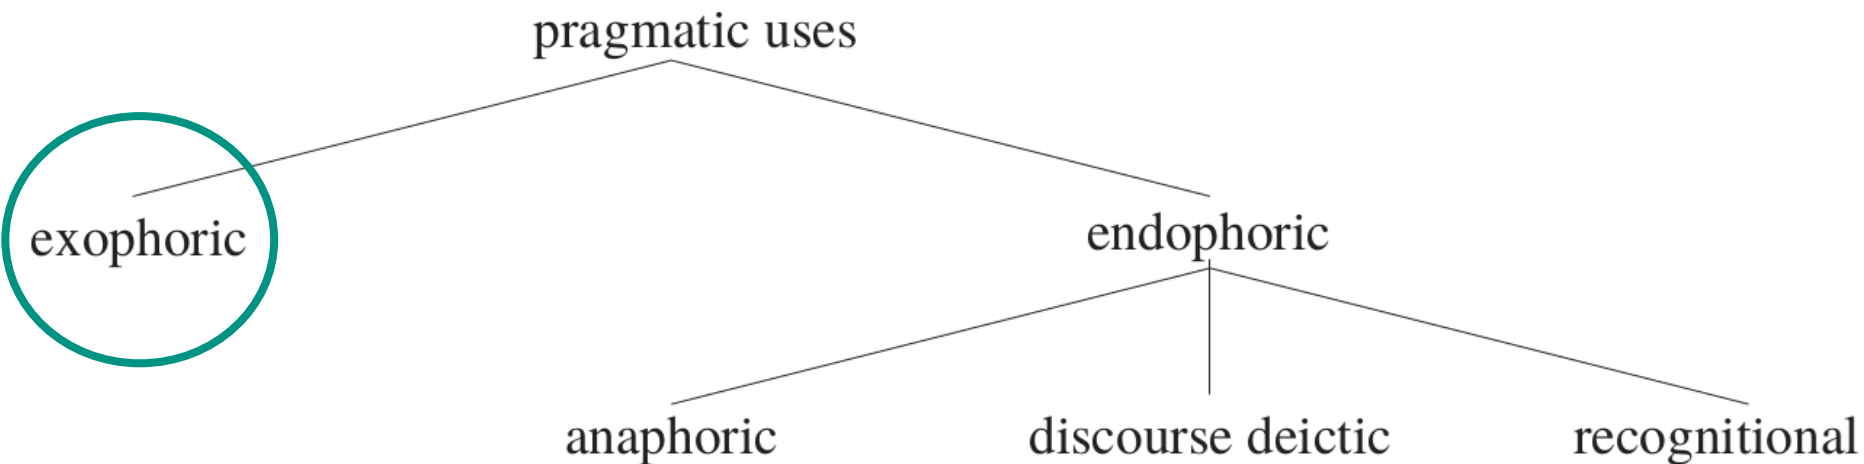 pragmatic uses
exophoric
endophoric
anaphoric discourse deictic recognitional